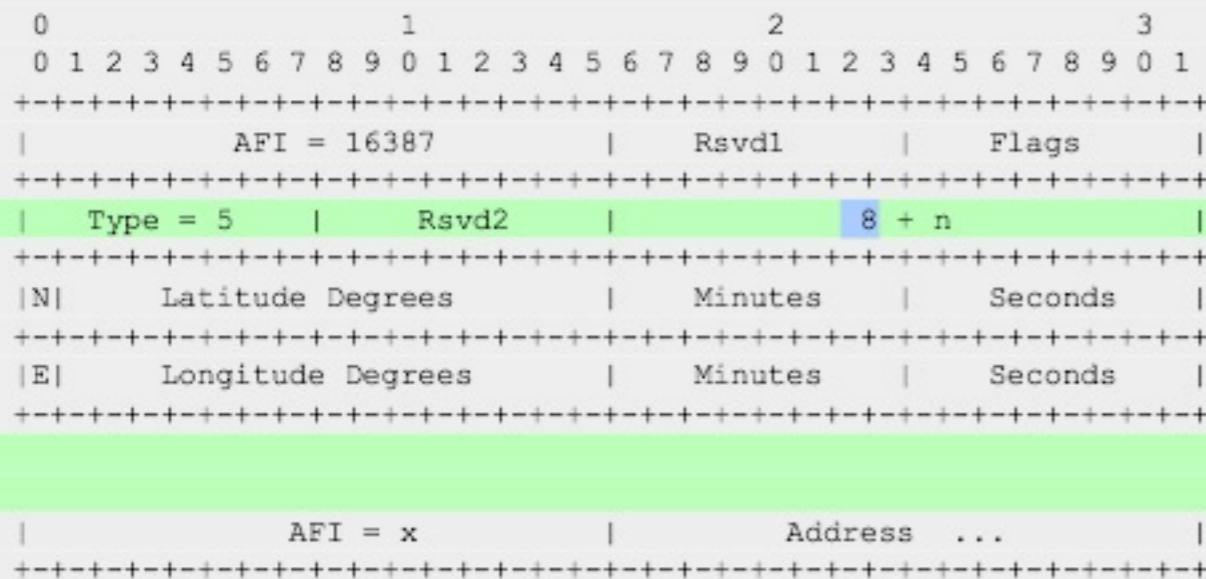 0                   1                   2                   3
 0 1 2 3 4 5 6 7 8 9 0 1 2 3 4 5 6 7 8 9 0 1 2 3 4 5 6 7 8 9 0 1
+-+-+-+-+-+-+-+-+-+-+-+-+-+-+-+-+-+-+-+-+-+-+-+-+-+-+-+-+-+-+-+-+
|           AFI = 16387         |     Rsvd1     |     Flags     |
+-+-+-+-+-+-+-+-+-+-+-+-+-+-+-+-+-+-+-+-+-+-+-+-+-+-+-+-+-+-+-+-+
|   Type = 5    |     Rsvd2     |             8 + n             |
+-+-+-+-+-+-+-+-+-+-+-+-+-+-+-+-+-+-+-+-+-+-+-+-+-+-+-+-+-+-+-+-+
|N|     Latitude Degrees        |    Minutes    |    Seconds    |
+-+-+-+-+-+-+-+-+-+-+-+-+-+-+-+-+-+-+-+-+-+-+-+-+-+-+-+-+-+-+-+-+
|E|     Longitude Degrees       |    Minutes    |    Seconds    |
+-+-+-+-+-+-+-+-+-+-+-+-+-+-+-+-+-+-+-+-+-+-+-+-+-+-+-+-+-+-+-+-+
|              AFI = x          |         Address  ...          |
+-+-+-+-+-+-+-+-+-+-+-+-+-+-+-+-+-+-+-+-+-+-+-+-+-+-+-+-+-+-+-+-+